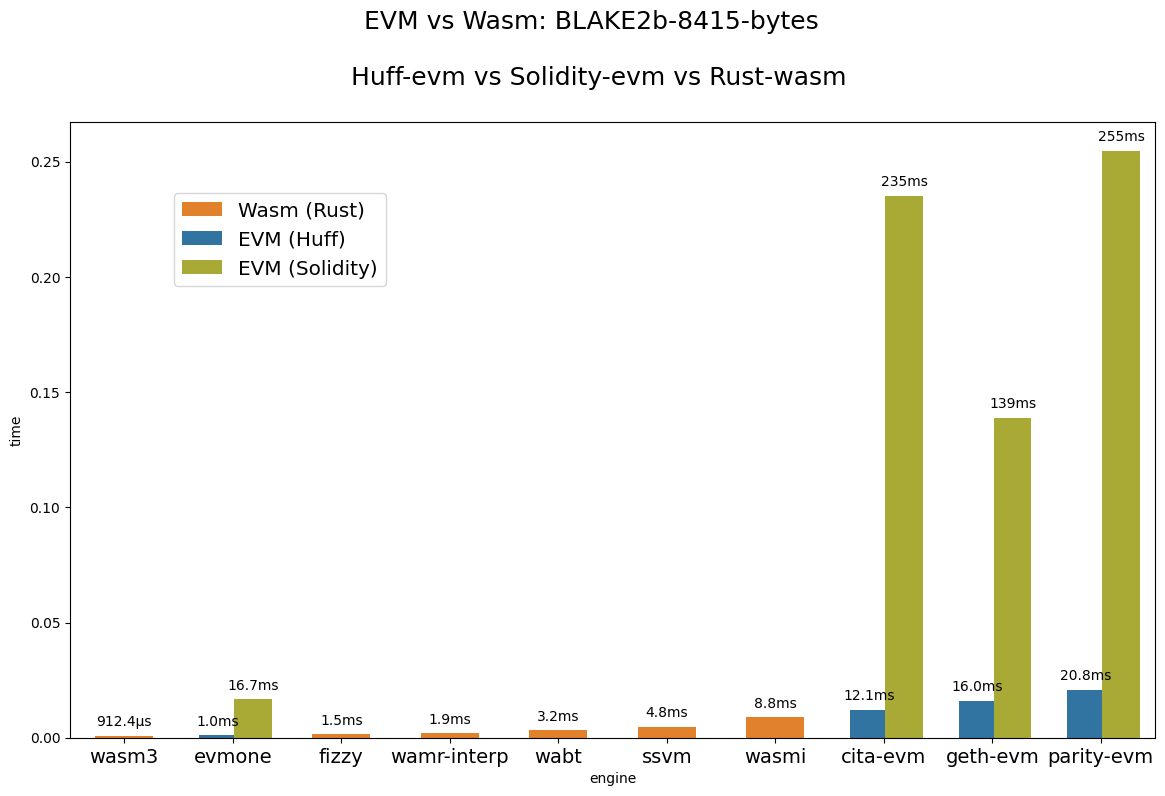 EVM vs Wasm: BLAKE2b-8415-bytes
Huff-evm vs Solidity-evm vs Rust-wasm
255ms
0.25
235ms
Wasm (Rust)
EVM (Huff)
EVM (Solidity)
0.20
0.15
139ms
time
0.10
0.05
912.4µs
1.0ms
16.7ms
1.5ms
1.9ms
3.2ms
4.8ms
8.8ms
12.1ms
16.0ms
20.8ms
0.00
wasm3 evmone fizzy wamr-interp wabt ssvm wasmi cita-evm geth-evm parity-evm
engine